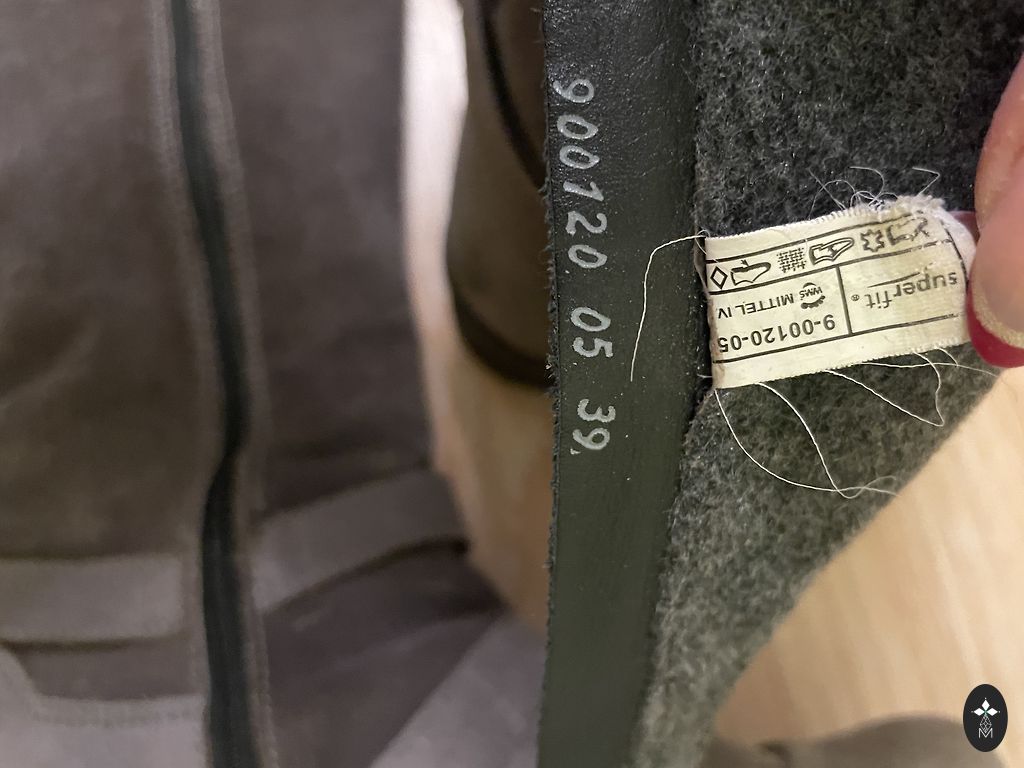 900120 05 39.
superfit®
9-00120-05
WMS MITTEL IV